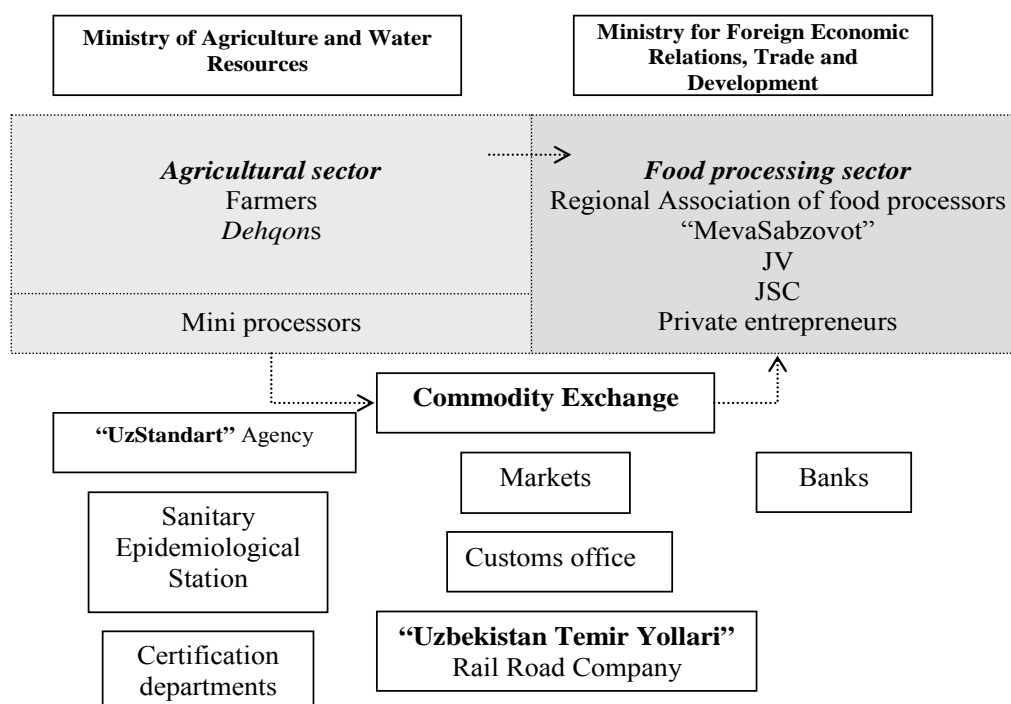 Ministry of Agriculture and Water
Resources
Ministry for Foreign Economic
Relations, Trade and
Development
Agricultural sector
Farmers
Dehqons
Mini processors
Food processing sector
Regional Association of food processors
“MevaSabzovot”
JV
JSC
Private entrepreneurs
Commodity Exchange
“UzStandart” Agency
Sanitary
Epidemiological
Station
Certification
departments
Markets
Customs office
“Uzbekistan Temir Yollari”
Rail Road Company
Banks